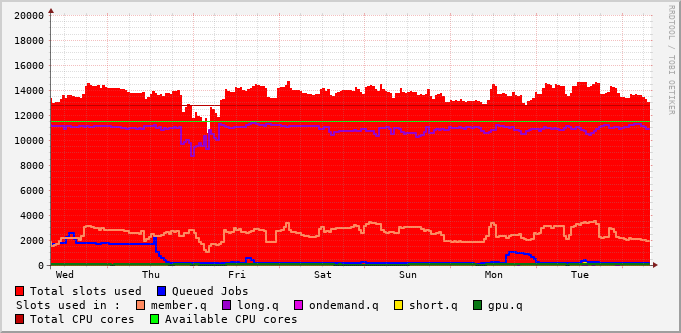 20000
18000
16000
14000
12000
10000
8000
6000
4000
2000
0
Wed Thu Fri Sat Sun Mon Tue
RRDTOOL / TOBI OETIKER
Total slots used Queued Jobs
Slots used in : member.q long.q ondemand.q short.q gpu.q
Total CPU cores Available CPU cores